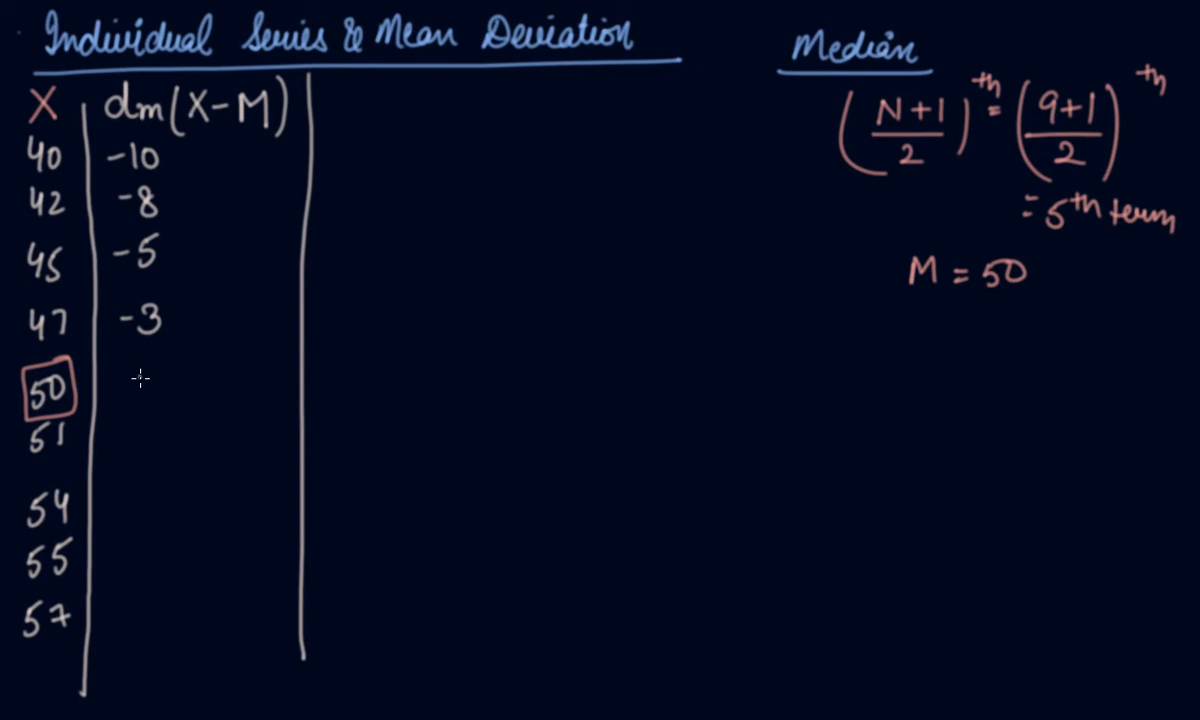 Individual Series & Mean Deviation
X dm(X-M)
40 -10
42 -8
45 -5
47 -3
50
51
54
55
57
Median
(N+1/2)th = (9+1/2)th
= 5th term
M = 50